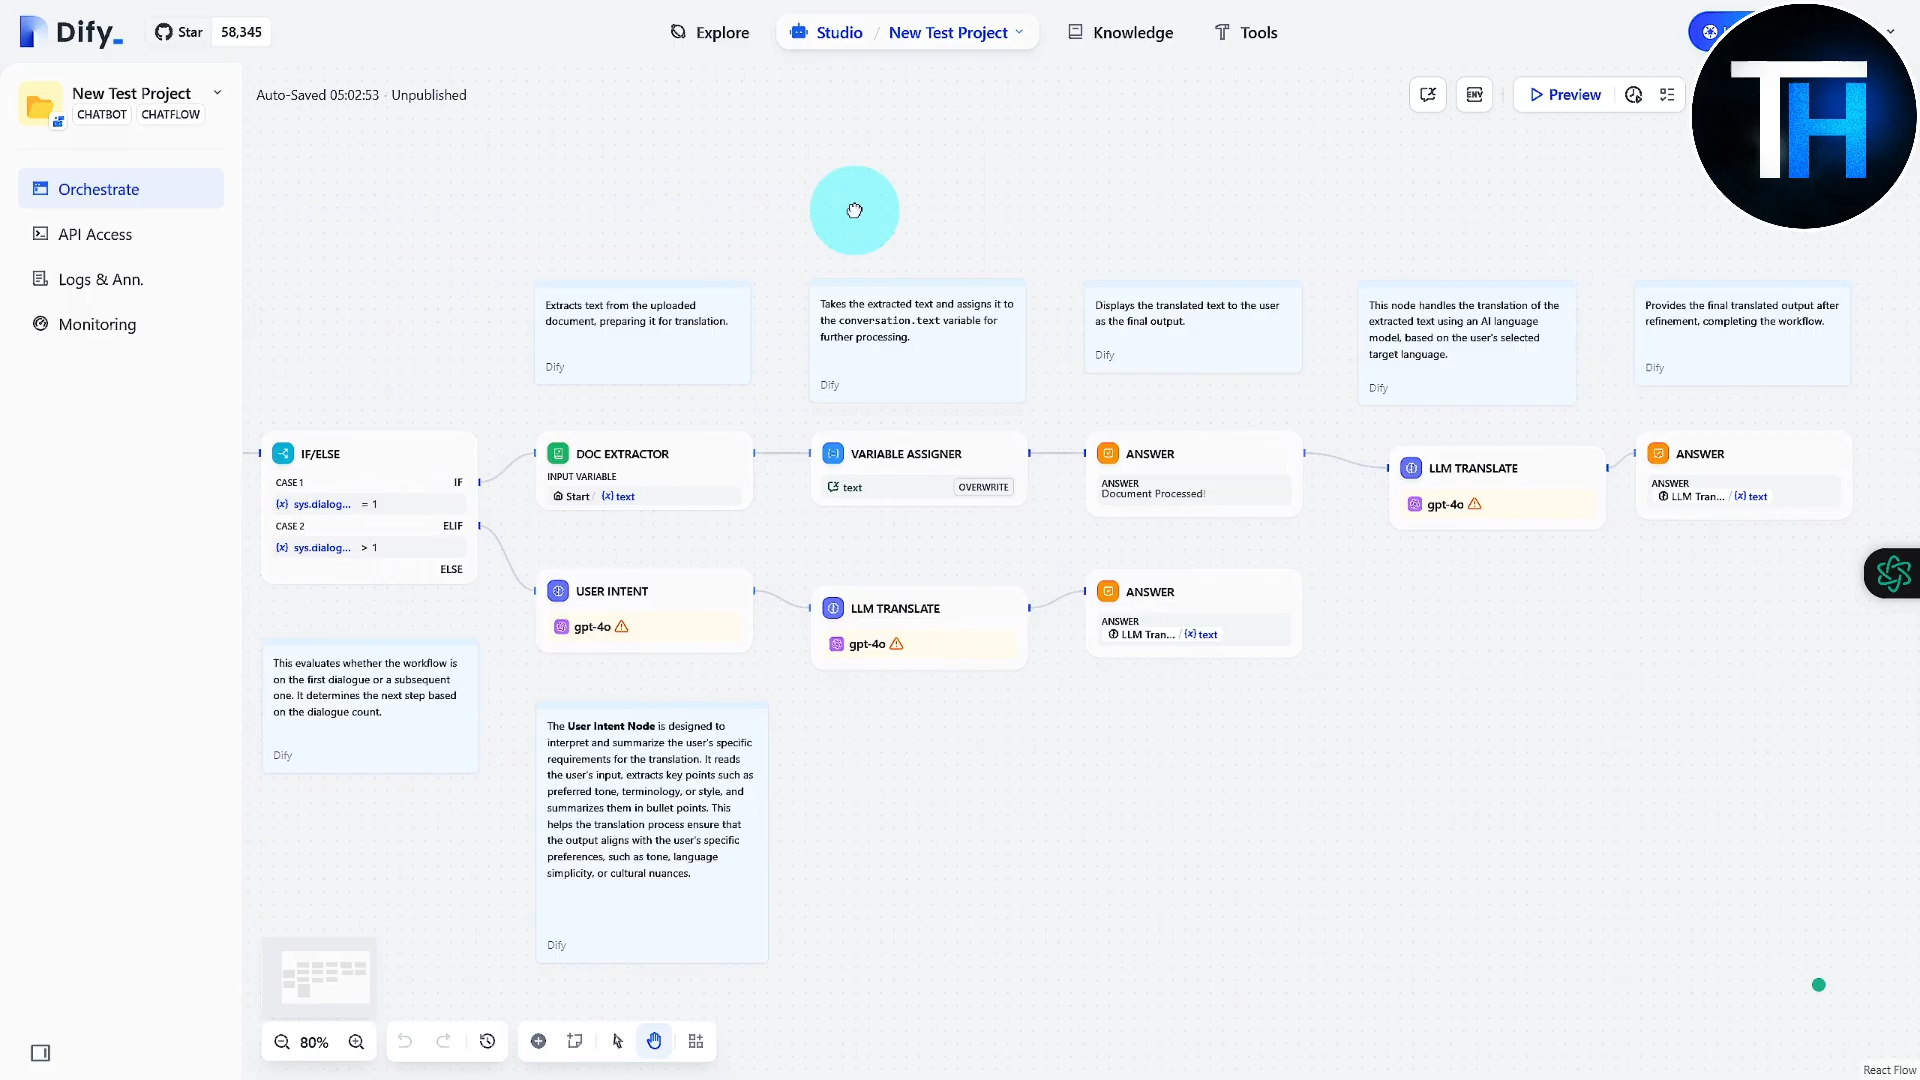 Dify_
Star
58,345
Explore
Studio / New Test Project
Knowledge
Tools
TH
New Test Project
CHATBOT
CHATFLOW
Auto-Saved 05:02:53 · Unpublished
ENV
Preview
Orchestrate
API Access
Logs & Ann.
Monitoring
Extracts text from the uploaded
document, preparing it for translation.
Dify
Takes the extracted text and assigns it to
the conversation.text variable for
further processing.
Dify
Displays the translated text to the user
as the final output.
Dify
This node handles the translation of the
extracted text using an AI language
model, based on the user's selected
target language.
Dify
Provides the final translated output after
refinement, completing the workflow.
Dify
IF/ELSE
CASE 1
IF
{x} sys.dialog... = 1
CASE 2
ELIF
{x} sys.dialog... > 1
ELSE
DOC EXTRACTOR
INPUT VARIABLE
Start / {x} text
VARIABLE ASSIGNER
text
OVERWRITE
ANSWER
ANSWER
Document Processed!
LLM TRANSLATE
gpt-4o
ANSWER
ANSWER
LLM Tran... / {x} text
USER INTENT
gpt-4o
LLM TRANSLATE
gpt-4o
ANSWER
ANSWER
LLM Tran... / {x} text
This evaluates whether the workflow is
on the first dialogue or a subsequent
one. It determines the next step based
on the dialogue count.
Dify
The User Intent Node is designed to
interpret and summarize the user's specific
requirements for the translation. It reads
the user's input, extracts key points such as
preferred tone, terminology, or style, and
summarizes them in bullet points. This
helps the translation process ensure that
the output aligns with the user's specific
preferences, such as tone, language
simplicity, or cultural nuances.
Dify
80%
React Flow